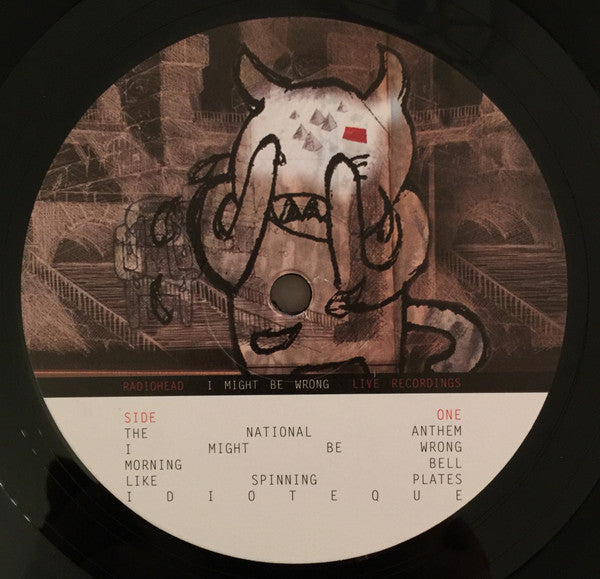 RADIOHEAD I MIGHT BE WRONG LIVE RECORDINGS
SIDE ONE
THE NATIONAL ANTHEM
I MIGHT BE WRONG
MORNING BELL
LIKE SPINNING PLATES
I D I O T E Q U E